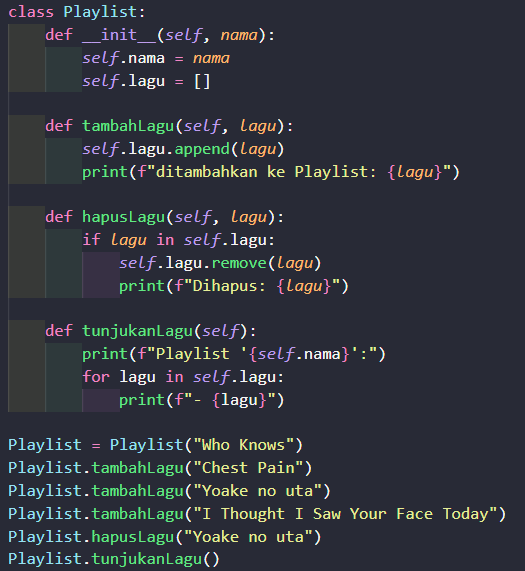 class Playlist:
    def __init__(self, nama):
        self.nama = nama
        self.lagu = []

    def tambahLagu(self, lagu):
        self.lagu.append(lagu)
        print(f"ditambahkan ke Playlist: {lagu}")

    def hapusLagu(self, lagu):
        if lagu in self.lagu:
            self.lagu.remove(lagu)
            print(f"Dihapus: {lagu}")

    def tunjukanLagu(self):
        print(f"Playlist '{self.nama}':")
        for lagu in self.lagu:
            print(f"- {lagu}")

Playlist = Playlist("Who Knows")
Playlist.tambahLagu("Chest Pain")
Playlist.tambahLagu("Yoake no uta")
Playlist.tambahLagu("I Thought I Saw Your Face Today")
Playlist.hapusLagu("Yoake no uta")
Playlist.tunjukanLagu()